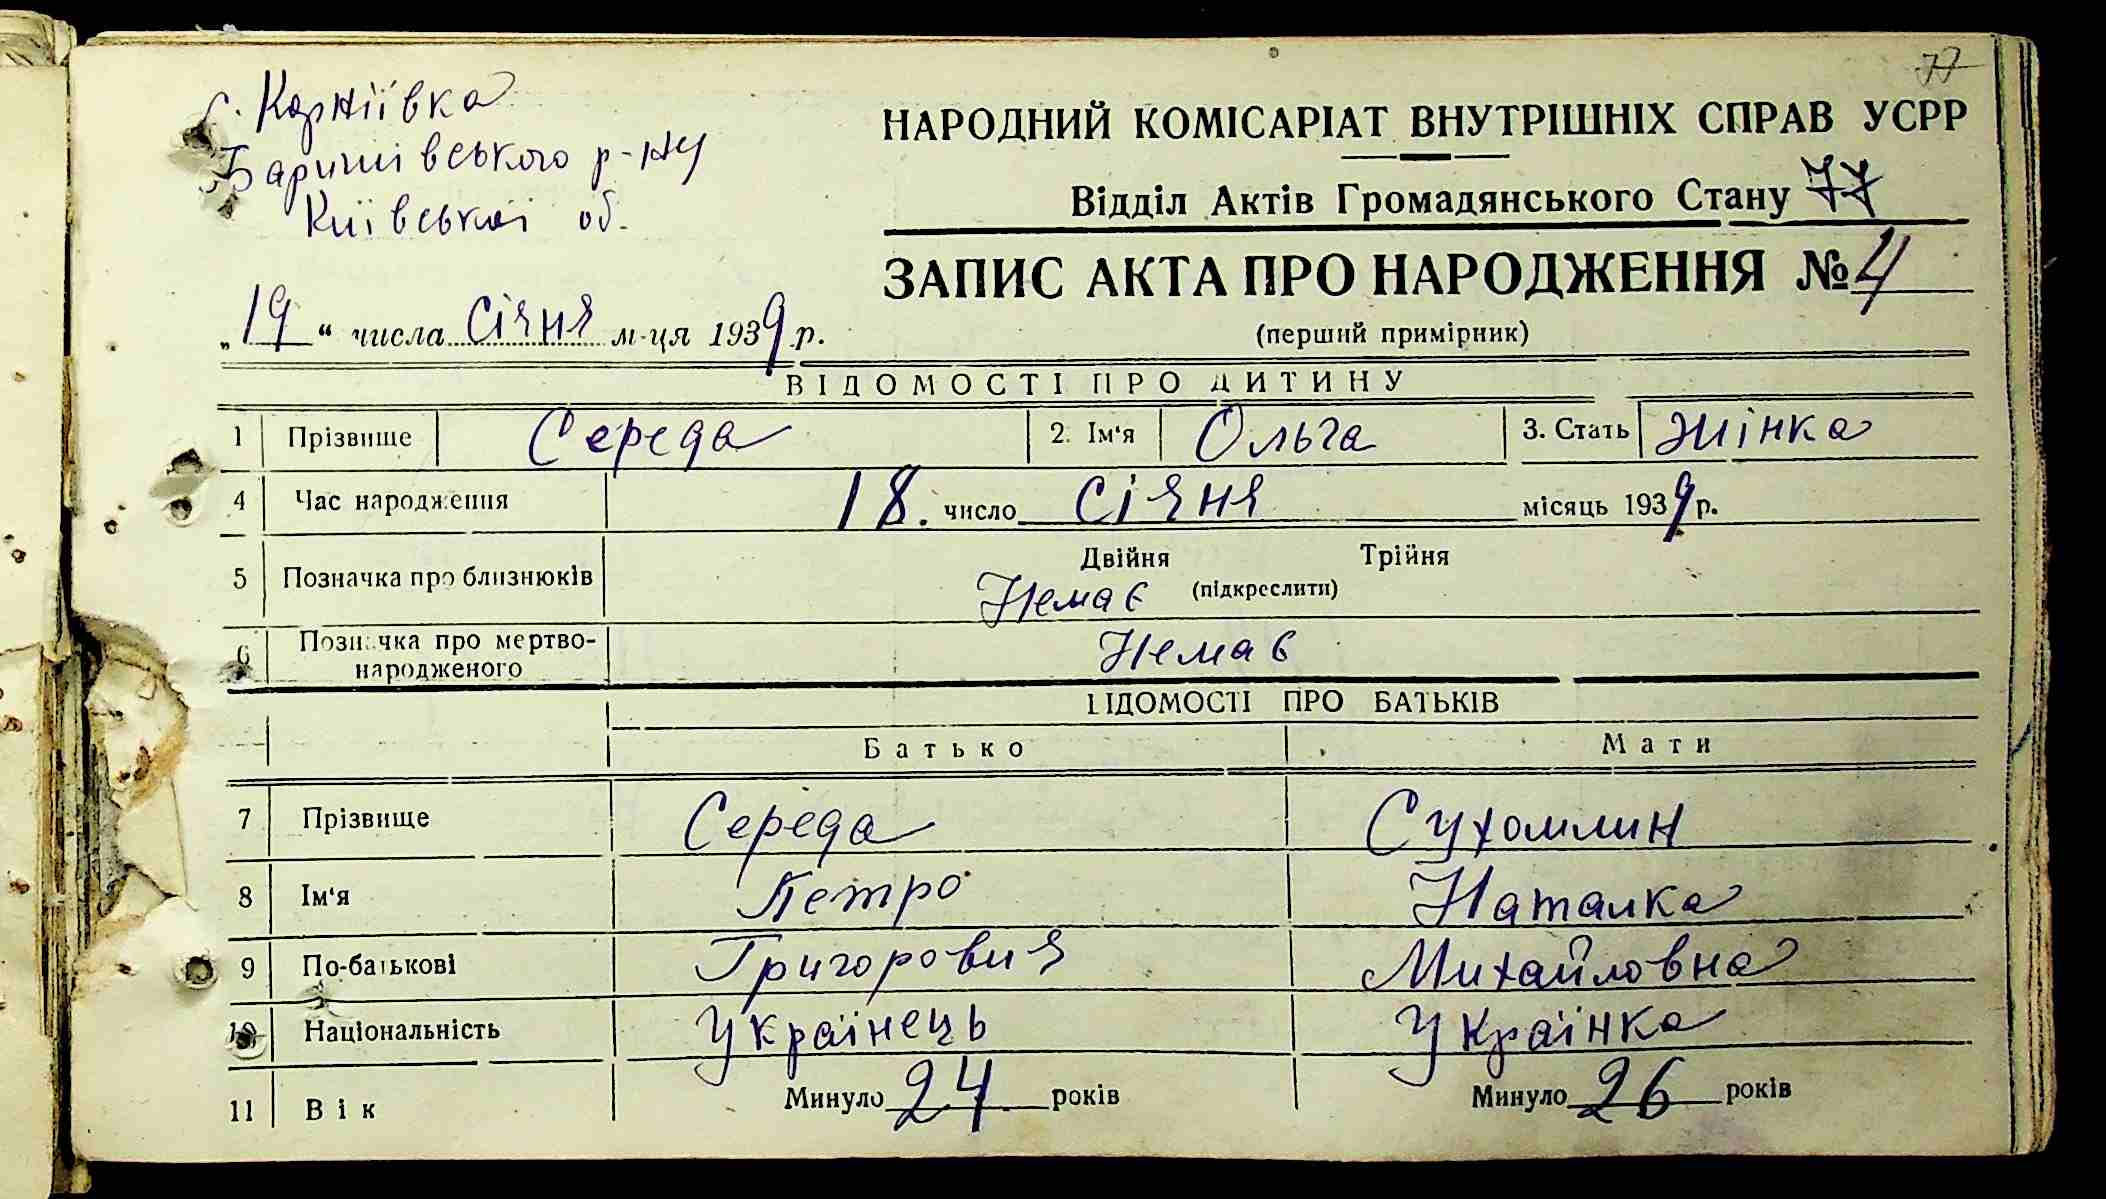 77
с. Корніївка
Баришівського р-ну
Київської об.
НАРОДНИЙ КОМІСАРІАТ ВНУТРІШНІХ СПРАВ УСРР
Відділ Актів Громадянського Стану 77
ЗАПИС АКТА ПРО НАРОДЖЕННЯ № 4
(перший примірник)
„19“ числа Січня м-ця 1939 р.
ВІДОМОСТІ ПРО ДИТИНУ
1 Прізвище Середа 2. Ім'я Ольга 3. Стать жінка
4 Час народження 18. число Січня місяць 1939 р.
5 Позначка про близнюків Двійня Трійня
(підкреслити)
Немає
6 Позначка про мертво-
народженого Немає
ВІДОМОСТІ ПРО БАТЬКІВ
Батько Мати
7 Прізвище Середа Сухомлин
8 Ім'я Петро Наталка
9 По-батькові Григорович Михайловна
10 Національність Українець Українка
11 Вік Минуло 24 років Минуло 26 років